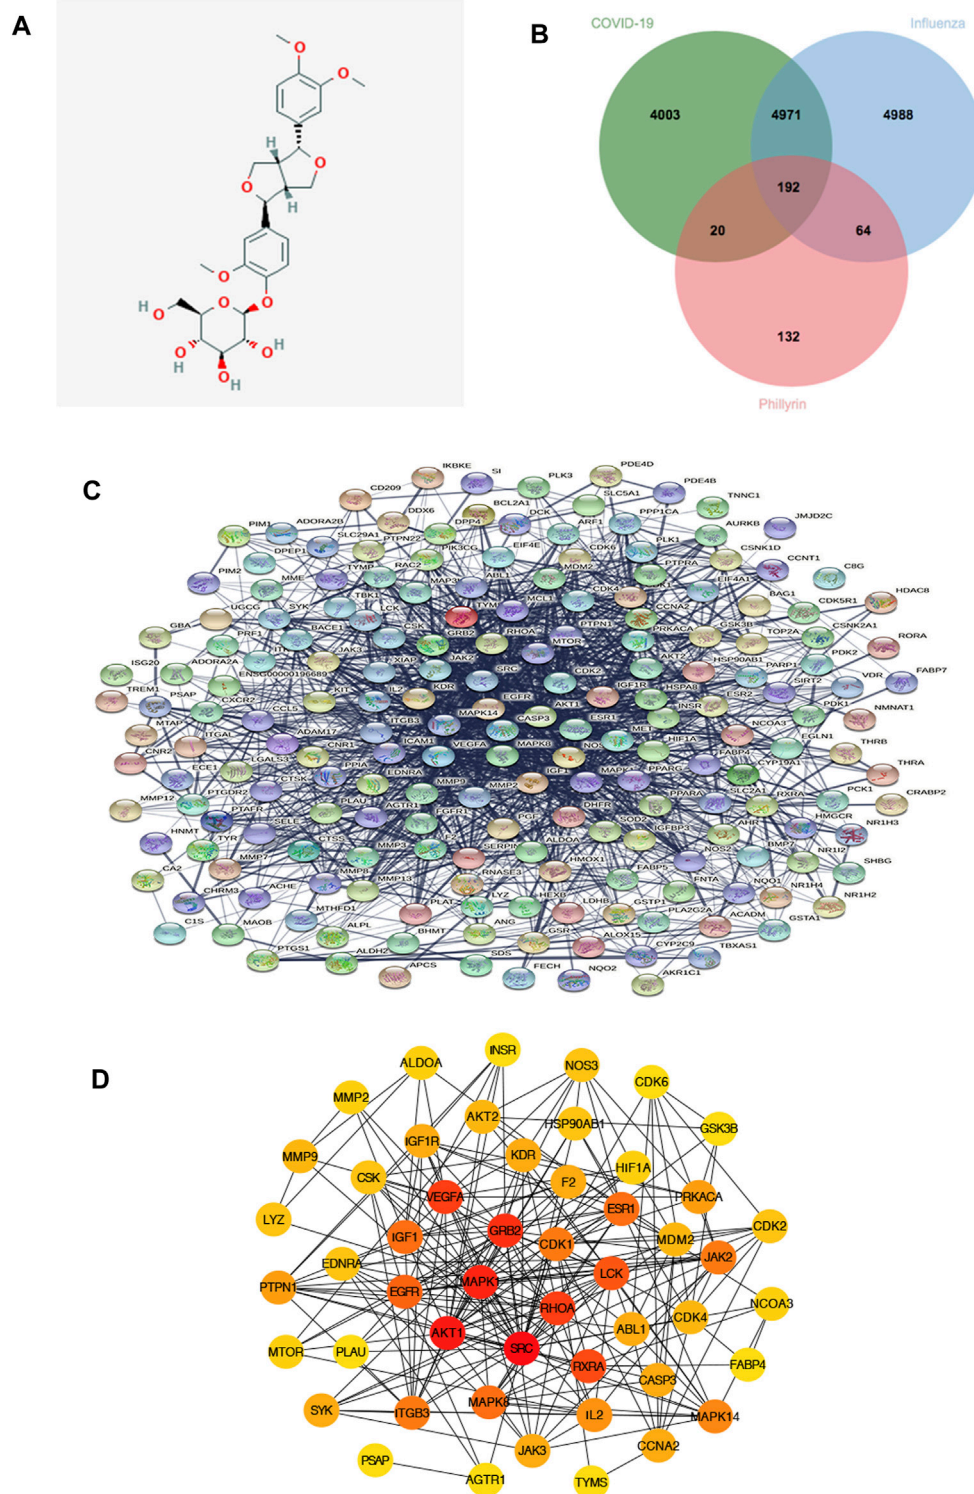 A
O
O
H
O
O
H
O
O
O
H
O
O
H
O
H
O
H
O
H
B
COVID-19
Influenza
4003
4971
4988
192
20
64
132
Phillyrin
C
IKBKE
SI
PLK3
PDE4D
CD209
SLC5A1
PDE4B
TNNC1
DDX6
BCL2A1
DCK
ARF1
PPP1CA
JMJD2C
PIM1
ADORA2B
SLC29A1
PTPN22
DPP4
EIF4E
CDK6
PLK1
AURKB
CSNK1D
CCNT1
C8G
DPEP1
TYMP
PIK3CG
MDM2
PTPRA
EIF4A1
HDAC8
PIM2
MME
RAC2
ABL1
CDK4
BAG1
CDK5R1
UGCG
SYK
TBK1
LCK
MCL1
CCNA2
GSK3B
CSNK2A1
RORA
GBA
PRF1
BACE1
CSK
GRB2
RHOA
PTPN1
PRKACA
TOP2A
PDK2
FABP7
ISG20
ADORA2A
JAK3
XIAP
JAK2
MTOR
AKT2
HSP90AB1
PARP1
VDR
TREM1
PSAP
ENSG00000196689
KIT
IL2
KDR
SRC
CDK2
IGF1R
HSPA8
ESR2
SIRT2
NMNAT1
MTAP
CXCR2
CCL5
EGFR
AKT1
INSR
NCOA3
PDK1
ITGAL
ADAM17
ITGB3
MAPK14
CASP3
ESR1
MET
HIF1A
EGLN1
THRB
CNR2
LGALS3
CNR1
ICAM1
VEGFA
MAPK8
FABP4
CYP19A1
THRA
ECE1
CTSK
PPIA
EDNRA
MMP9
IGF1
PPARG
SLC2A1
RXRA
PCK1
CRABP2
MMP12
PTGDR2
PLAU
AGTR1
MMP2
PPARA
HMGCR
NR1H3
HNMT
PTAFR
SELE
FGFR1
PGF
DHFR
SOD2
IGFBP3
AHR
NR1I2
TYR
CTSS
MMP3
F2
ALDOA
NOS2
BMP7
SHBG
CA2
MMP7
MMP8
RNASE3
HMOX1
FABP5
FNTA
NQO1
NR1H4
NR1H2
CHRM3
ACHE
MMP13
PLAT
LYZ
HEXB
LDHB
GSTP1
PLA2G2A
ACADM
GSTA1
C1S
MAOB
MTHFD1
ALPL
BHMT
ANG
GSR
ALOX15
CYP2C9
TBXAS1
PTGS1
ALDH2
APCS
SDS
FECH
NQO2
AKR1C1
D
INSR
ALDOA
NOS3
CDK6
MMP2
AKT2
HSP90AB1
GSK3B
IGF1R
KDR
HIF1A
MMP9
CSK
F2
PRKACA
VEGFA
ESR1
LYZ
GRB2
CDK2
IGF1
CDK1
MDM2
JAK2
EDNRA
MAPK1
LCK
PTPN1
EGFR
RHOA
NCOA3
AKT1
ABL1
CDK4
MTOR
PLAU
SRC
RXRA
FABP4
CASP3
SYK
ITGB3
MAPK8
IL2
MAPK14
JAK3
CCNA2
PSAP
AGTR1
TYMS